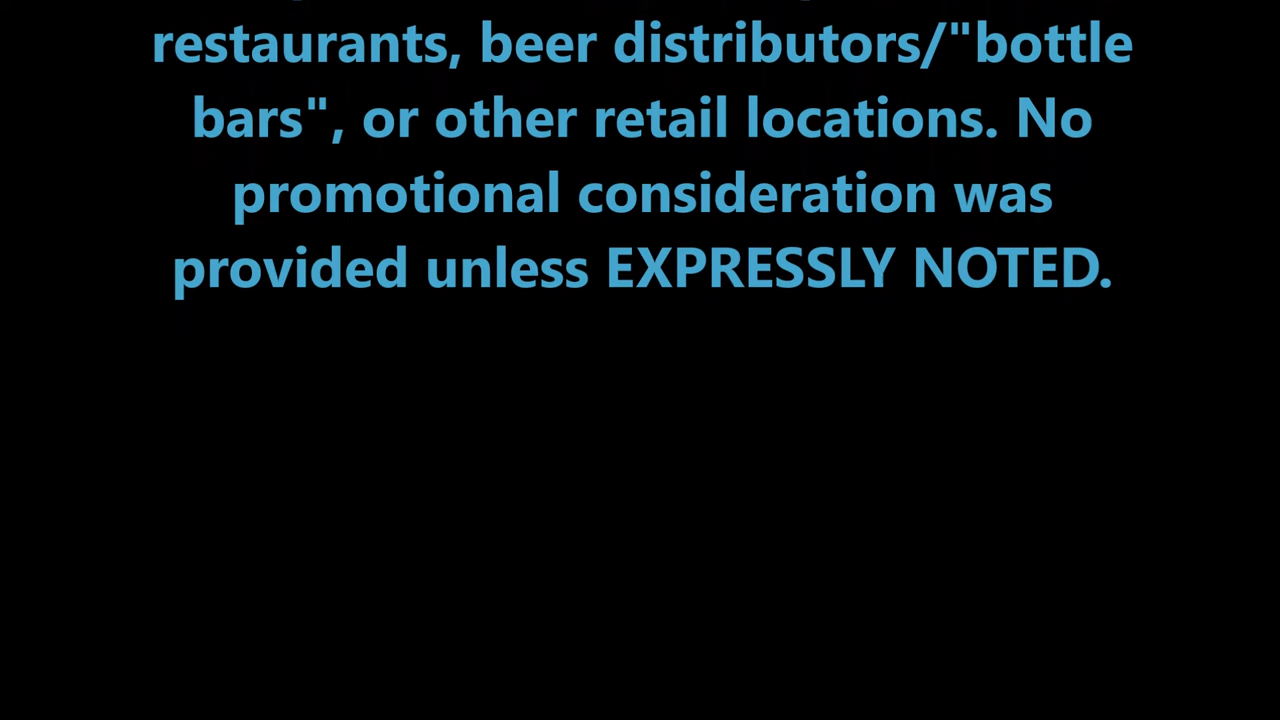 restaurants, beer distributors/"bottle
bars", or other retail locations. No
promotional consideration was
provided unless EXPRESSLY NOTED.